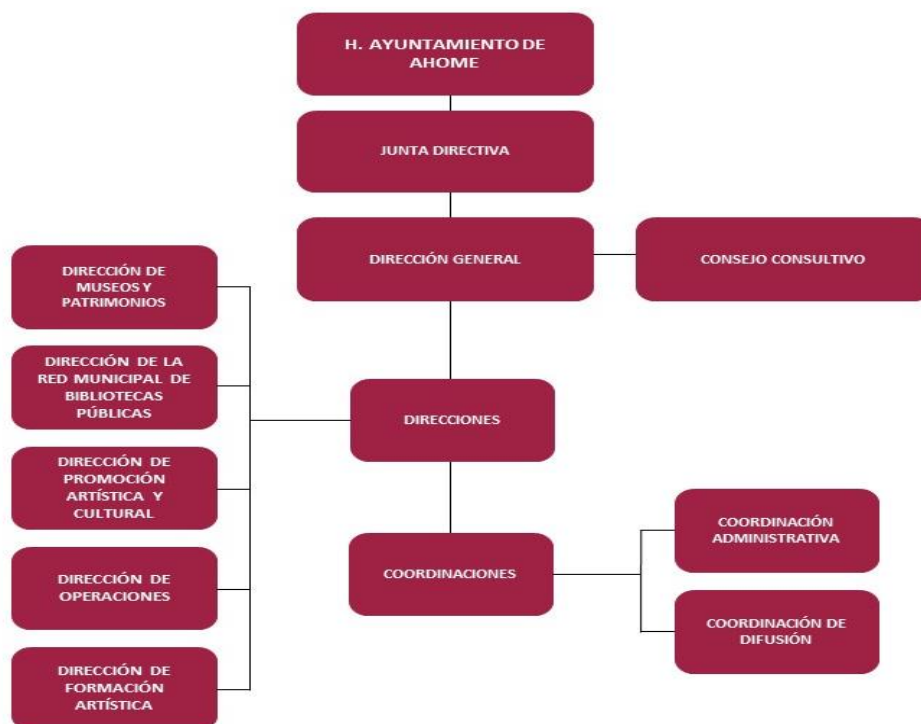 H. AYUNTAMIENTO DE
AHOME
JUNTA DIRECTIVA
DIRECCIÓN GENERAL
CONSEJO CONSULTIVO
DIRECCIÓN DE
MUSEOS Y
PATRIMONIOS
DIRECCIÓN DE LA
RED MUNICIPAL DE
BIBLIOTECAS
PÚBLICAS
DIRECCIÓN DE
PROMOCIÓN
ARTÍSTICA Y
CULTURAL
DIRECCIÓN DE
OPERACIONES
DIRECCIÓN DE
FORMACIÓN
ARTÍSTICA
DIRECCIONES
COORDINACIONES
COORDINACIÓN
ADMINISTRATIVA
COORDINACIÓN DE
DIFUSIÓN